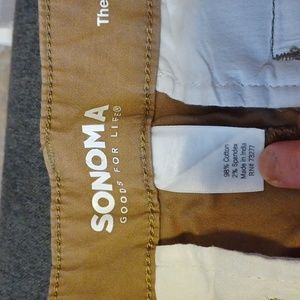 The
SONOMA
GOODS FOR LIFE®
98% Cotton
2% Spandex
Made in India
RN# 73277